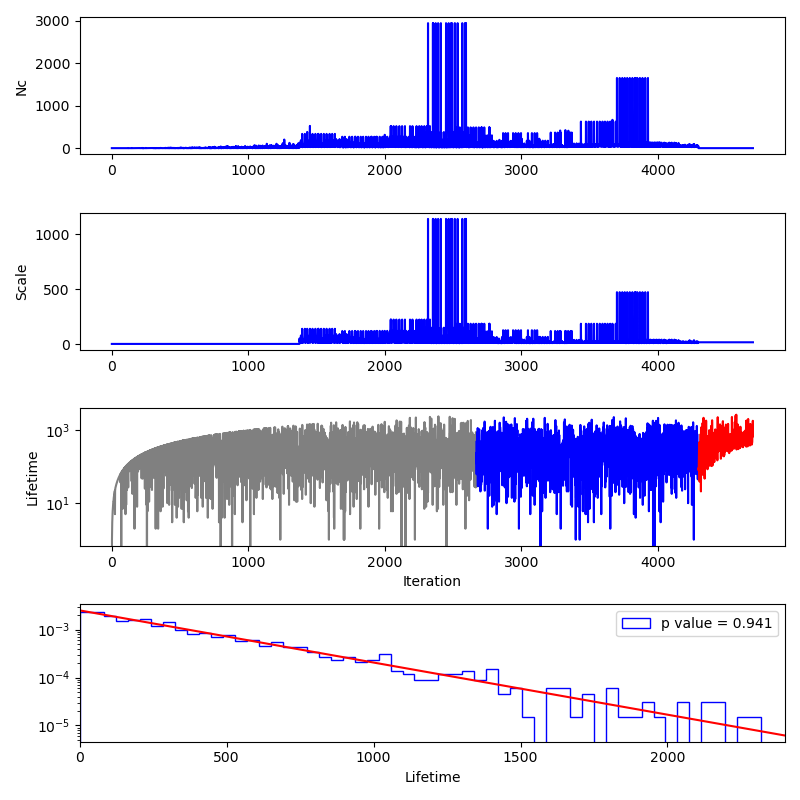 3000
2000
1000
0
Nc
0 1000 2000 3000 4000
1000
500
0
Scale
0 1000 2000 3000 4000
10^3
10^1
Lifetime
0 1000 2000 3000 4000
Iteration
p value = 0.941
10^−3
10^−4
10^−5
0 500 1000 1500 2000
Lifetime